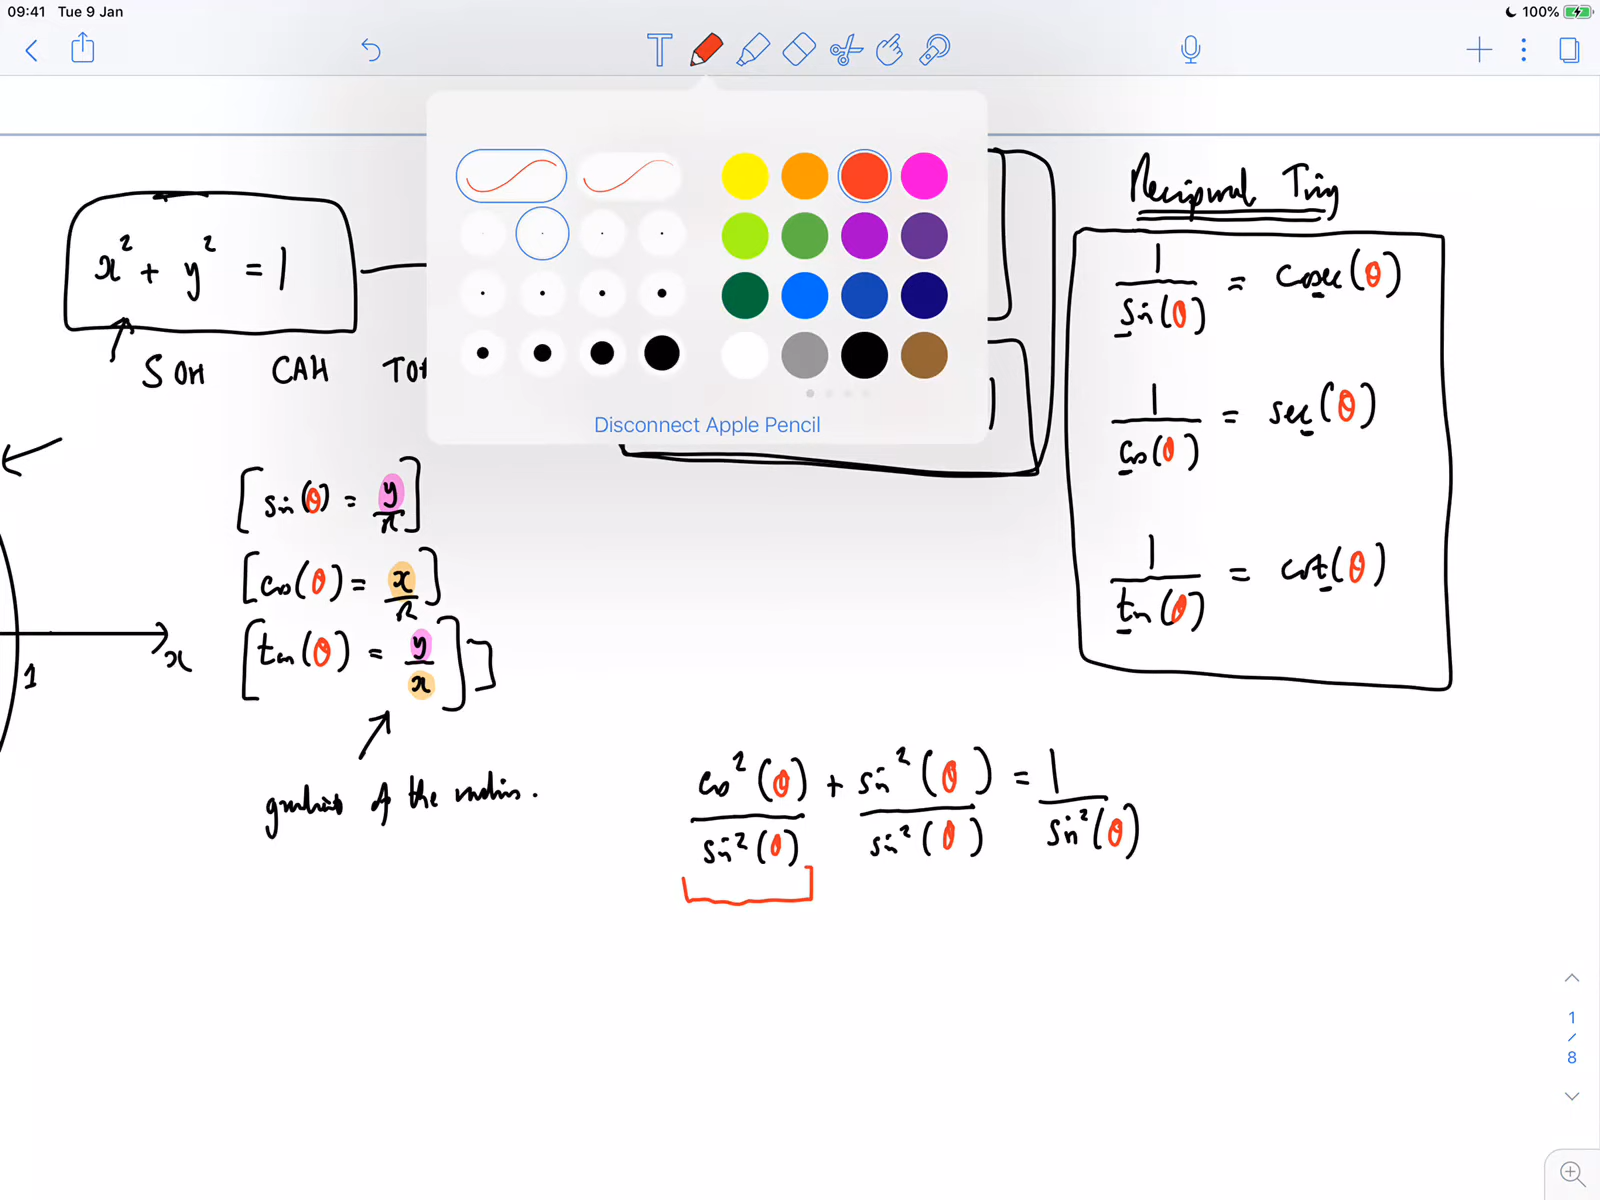 09:41 Tue 9 Jan
100%
T
Disconnect Apple Pencil
Reciprocal Trig
x² + y² = 1
SOH CAH
1/sin(θ) = cosec(θ)
1/cos(θ) = sec(θ)
1/tan(θ) = cot(θ)
[sin(θ) = y/r]
[cos(θ) = x/r]
[tan(θ) = y/x]
x
1
gradient of the radius.
cos²(θ)/sin²(θ) + sin²(θ)/sin²(θ) = 1/sin²(θ)
1
/
8